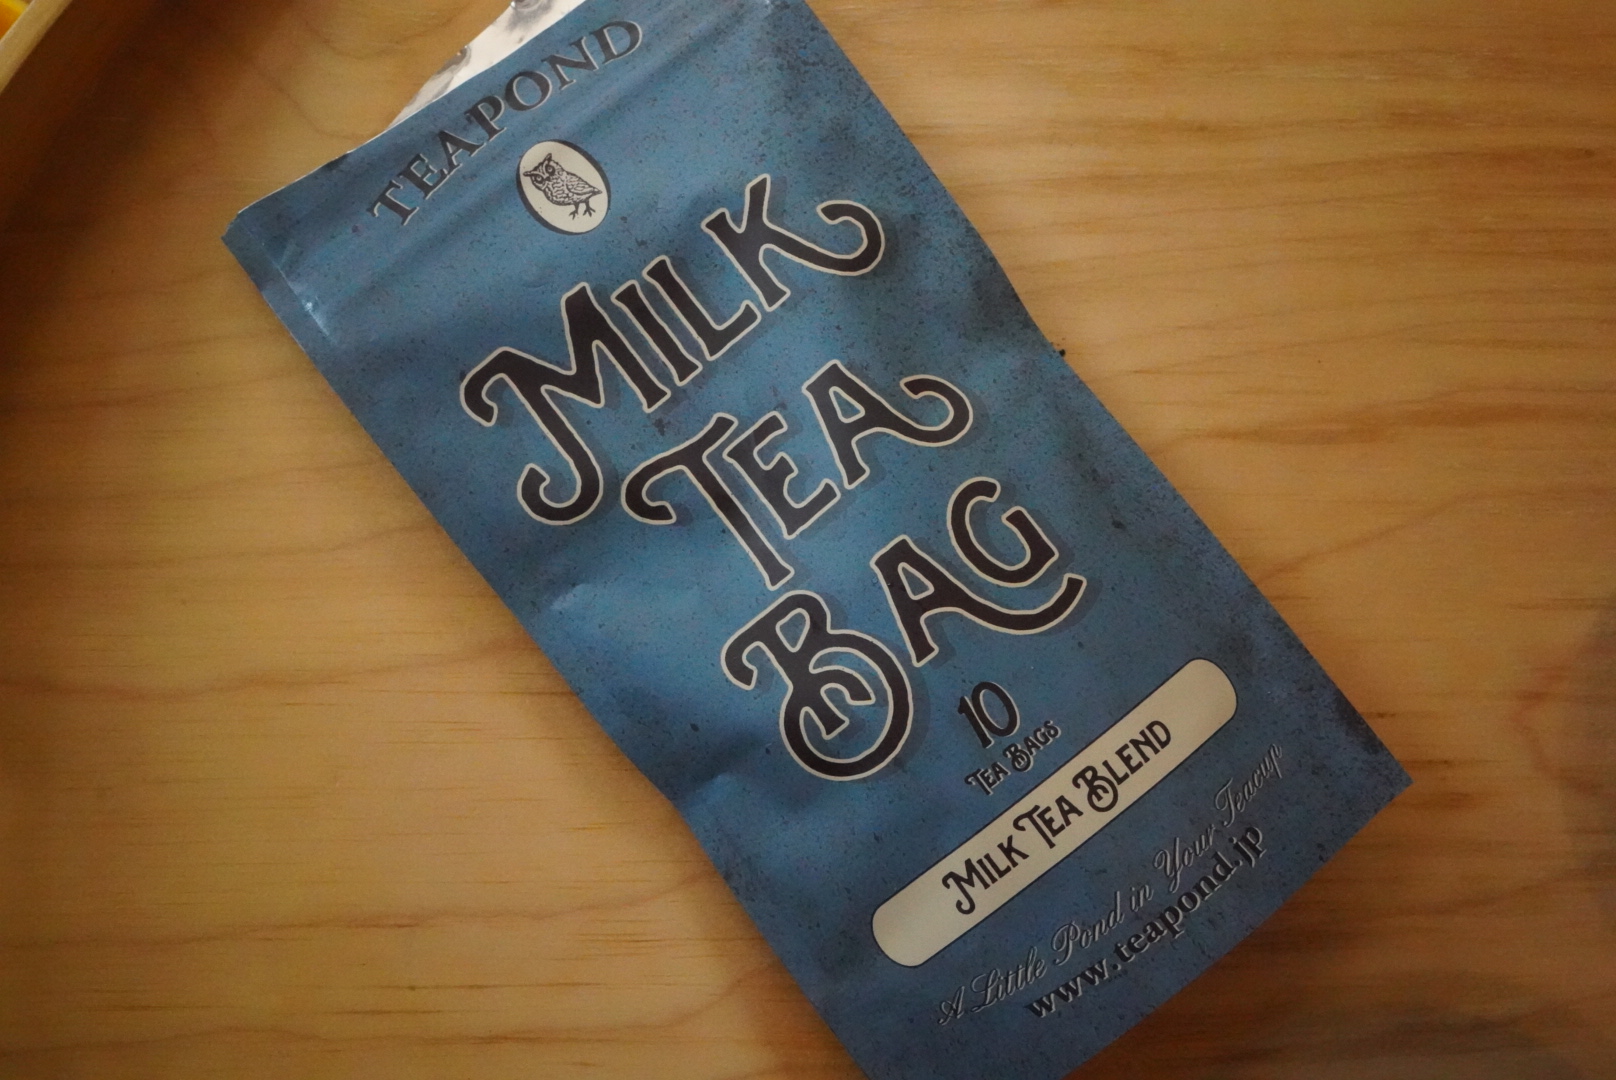 TEAPOND
MILK
TEA
BAG
10
TEA BAGS
MILK TEA BLEND
A Little Pond in Your Teacup
www.teapond.jp